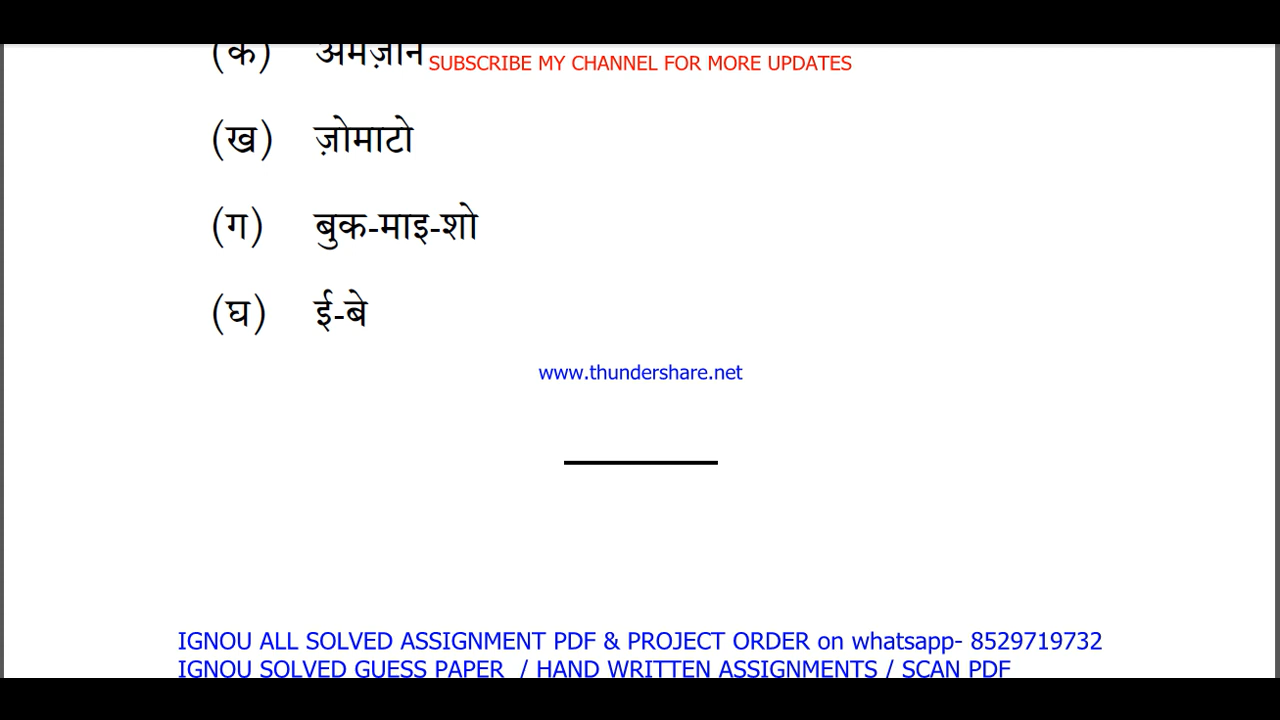 (क) अमेज़ॉन SUBSCRIBE MY CHANNEL FOR MORE UPDATES
(ख) ज़ोमाटो
(ग) बुक-माइ-शो
(घ) ई-बे
www.thundershare.net
IGNOU ALL SOLVED ASSIGNMENT PDF & PROJECT ORDER on whatsapp- 8529719732
IGNOU SOLVED GUESS PAPER / HAND WRITTEN ASSIGNMENTS / SCAN PDF